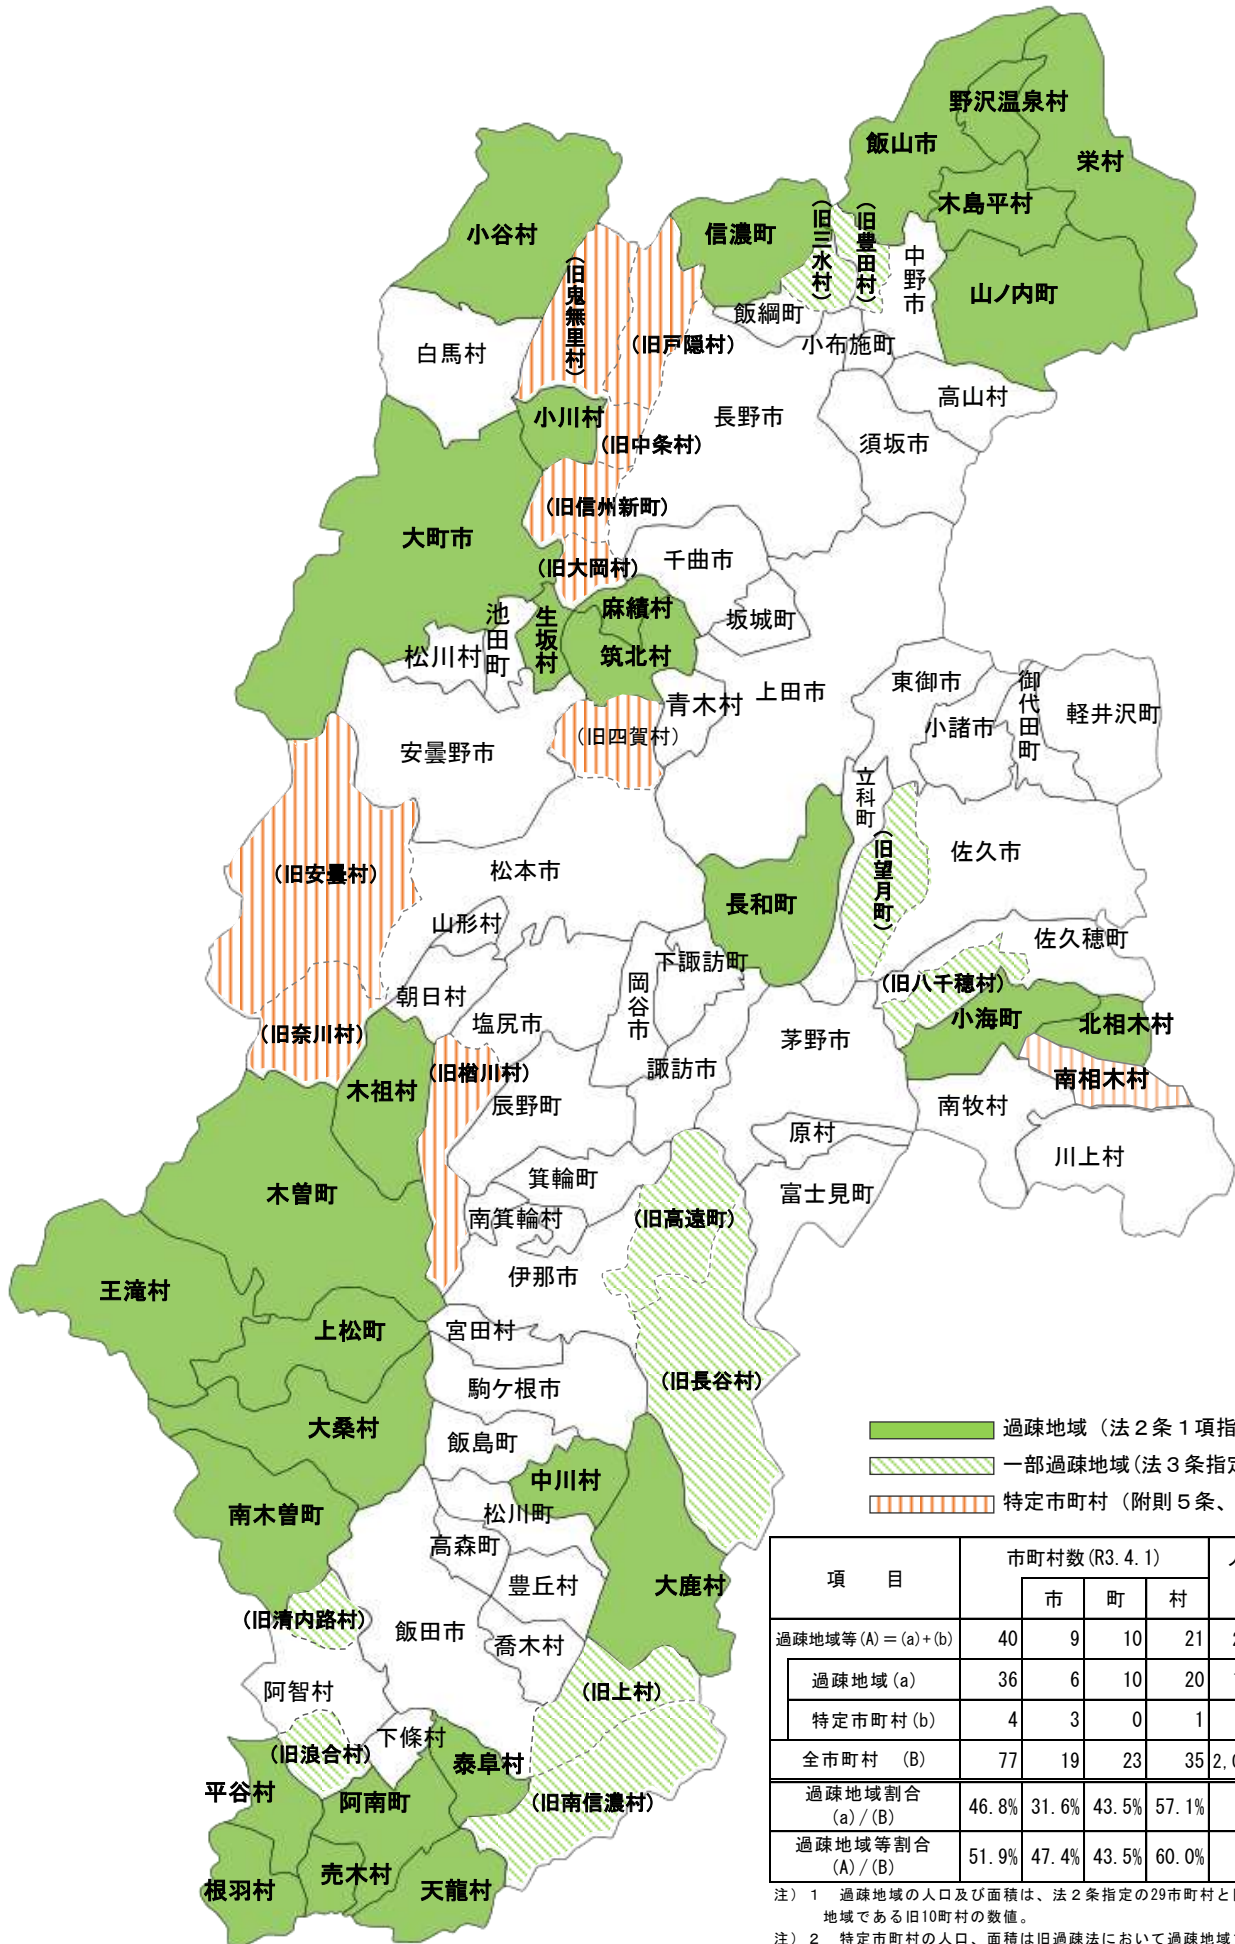 野沢温泉村
飯山市
栄村
木島平村
小谷村
信濃町
（旧三水村）
（旧豊田村）
中野市
山ノ内町
（旧鬼無里村）
飯綱町
（旧戸隠村）
小布施町
白馬村
高山村
小川村
長野市
須坂市
（旧中条村）
（旧信州新町）
大町市
千曲市
（旧大岡村）
池田町
生坂村
麻績村
坂城町
松川村
筑北村
上田市
東御市
御代田町
青木村
軽井沢町
小諸市
（旧四賀村）
安曇野市
立科町
（旧望月町）
佐久市
松本市
（旧安曇村）
長和町
山形村
佐久穂町
下諏訪町
（旧八千穂村）
朝日村
岡谷市
小海町
北相木村
塩尻市
（旧奈川村）
茅野市
（旧楢川村）
諏訪市
南相木村
木祖村
辰野町
南牧村
原村
川上村
箕輪町
木曽町
富士見町
南箕輪村
（旧高遠町）
伊那市
王滝村
上松町
宮田村
（旧長谷村）
駒ケ根市
大桑村
飯島町
過疎地域（法２条１項指
一部過疎地域(法３条指定
特定市町村（附則５条、
中川村
南木曽町
松川町
高森町
豊丘村
大鹿村
（旧清内路村）
飯田市
喬木村
阿智村
（旧上村）
下條村
（旧浪合村）
泰阜村
平谷村
阿南町
（旧南信濃村）
売木村
根羽村
天龍村
項　目 市町村数(R3.4.1)
市 町 村
過疎地域等(A)＝(a)+(b) 40 9 10 21
過疎地域(a) 36 6 10 20
特定市町村(b) 4 3 0 1
全市町村　(B) 77 19 23 35 2,0
過疎地域割合 (a)/(B) 46.8% 31.6% 43.5% 57.1%
過疎地域等割合 (A)/(B) 51.9% 47.4% 43.5% 60.0%
注）１　過疎地域の人口及び面積は、法２条指定の29市町村と
地域である旧10町村の数値。
注）２　特定市町村の人口、面積は旧過疎法において過疎地域